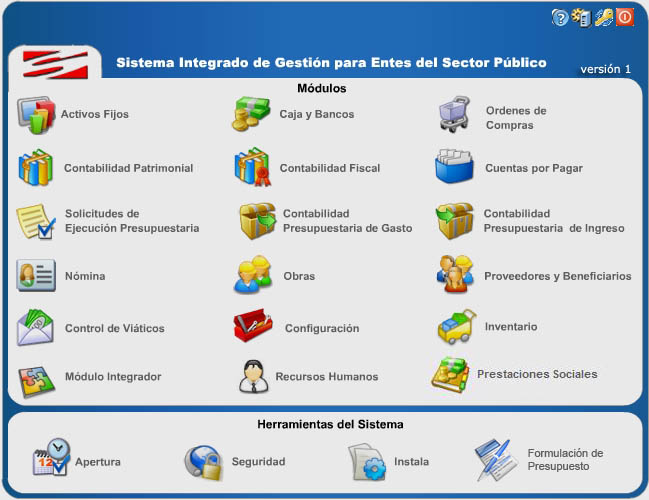 Sistema Integrado de Gestión para Entes del Sector Público
versión 1
Módulos
Activos Fijos
Caja y Bancos
Ordenes de
Compras
Contabilidad Patrimonial
Contabilidad Fiscal
Cuentas por Pagar
Solicitudes de
Ejecución Presupuestaria
Contabilidad
Presupuestaria de Gasto
Contabilidad
Presupuestaria de Ingreso
Nómina
Obras
Proveedores y Beneficiarios
Control de Viáticos
Configuración
Inventario
Módulo Integrador
Recursos Humanos
Prestaciones Sociales
Herramientas del Sistema
12
Apertura
Seguridad
Instala
Formulación de
Presupuesto